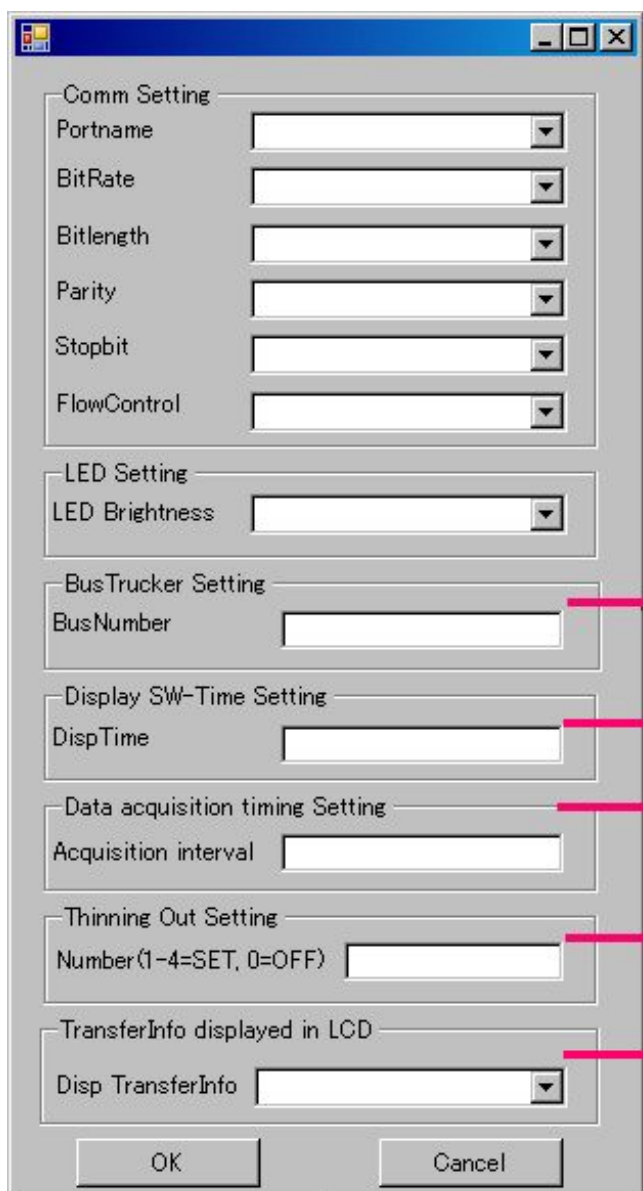 Comm Setting
Portname
BitRate
Bitlength
Parity
Stopbit
FlowControl
LED Setting
LED Brightness
BusTrucker Setting
BusNumber
Display SW-Time Setting
DispTime
Data acquisition timing Setting
Acquisition interval
Thinning Out Setting
Number(1-4=SET, 0=OFF)
TransferInfo displayed in LCD
Disp TransferInfo
OK Cancel